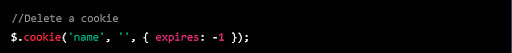 //Delete a cookie
$.cookie('name', '', { expires: -1 });